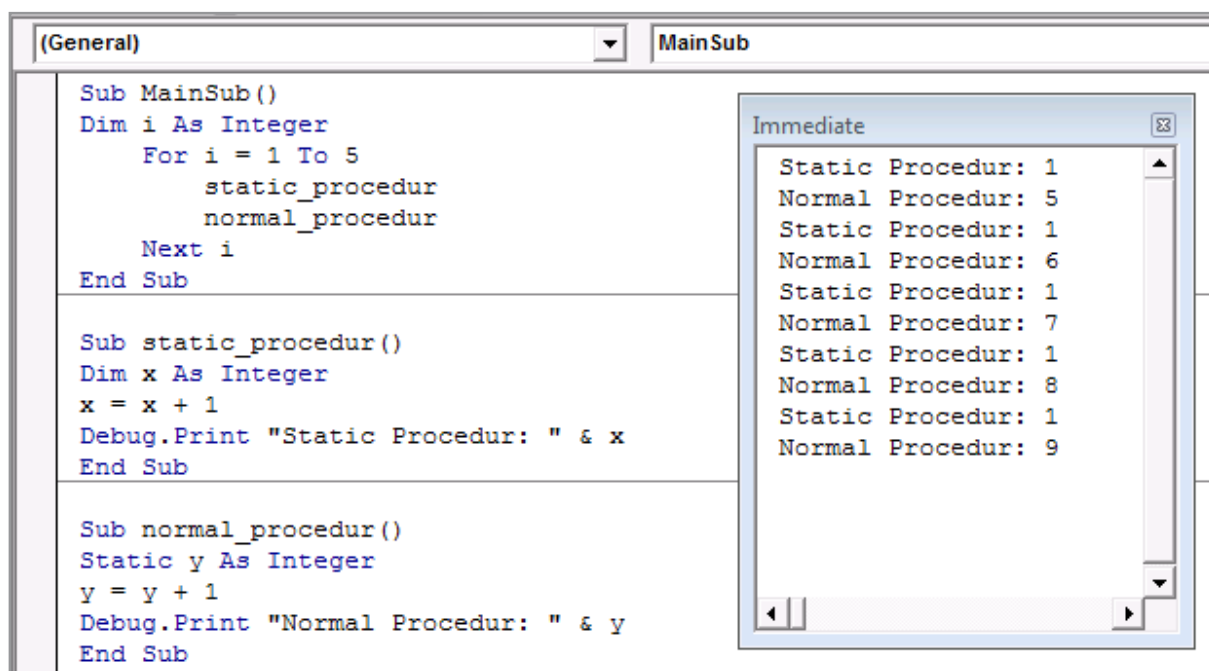 (General) MainSub
Sub MainSub()
Dim i As Integer
For i = 1 To 5
static_procedur
normal_procedur
Next i
End Sub
Sub static_procedur()
Dim x As Integer
x = x + 1
Debug.Print "Static Procedur: " & x
End Sub
Sub normal_procedur()
Static y As Integer
y = y + 1
Debug.Print "Normal Procedur: " & y
End Sub
Immediate
Static Procedur: 1
Normal Procedur: 5
Static Procedur: 1
Normal Procedur: 6
Static Procedur: 1
Normal Procedur: 7
Static Procedur: 1
Normal Procedur: 8
Static Procedur: 1
Normal Procedur: 9